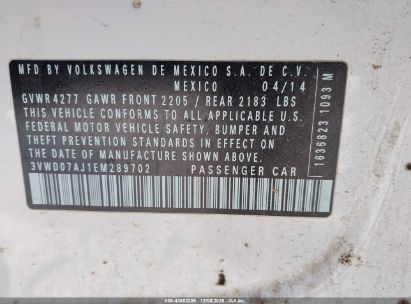 MFD BY VOLKSWAGEN DE MEXICO S.A. DE C.V.
MEXICO 04/14
GVWR 4277 GAWR FRONT 2205 / REAR 2183 LBS
THIS VEHICLE CONFORMS TO ALL APPLICABLE U.S.
FEDERAL MOTOR VEHICLE SAFETY, BUMPER AND
THEFT PREVENTION STANDARDS IN EFFECT ON THE
DATE OF MANUFACTURE SHOWN ABOVE
3VWD07AJ1EM289702 PASSENGER CAR
1636823 1093 M